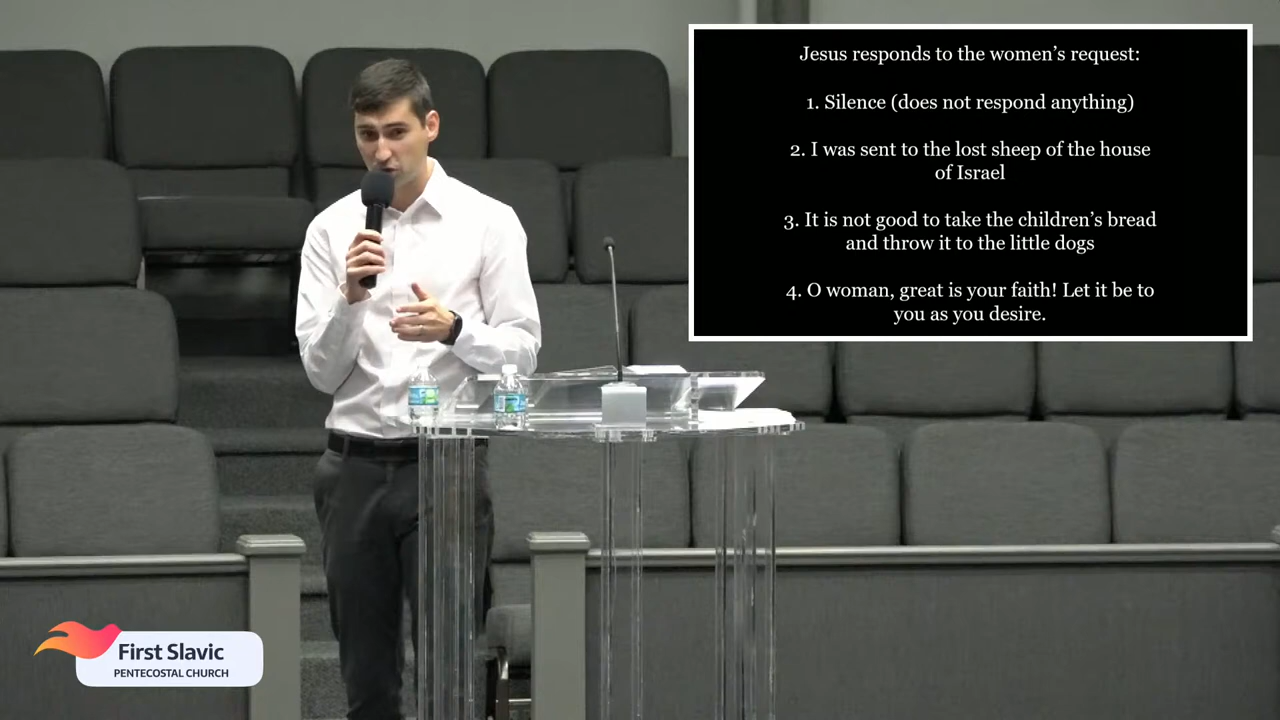 Jesus responds to the women's request:
1. Silence (does not respond anything)
2. I was sent to the lost sheep of the house
of Israel
3. It is not good to take the children's bread
and throw it to the little dogs
4. O woman, great is your faith! Let it be to
you as you desire.
First Slavic
PENTECOSTAL CHURCH